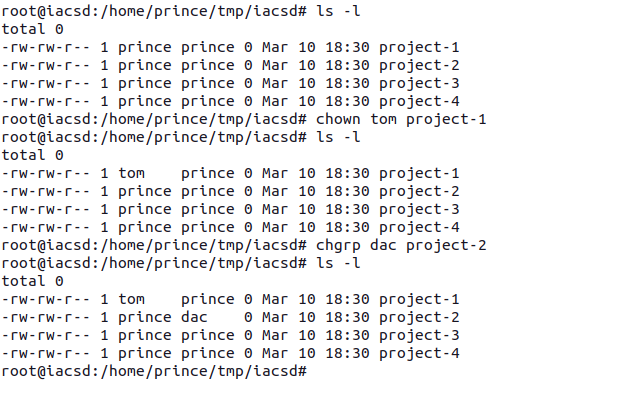 root@iacsd:/home/prince/tmp/iacsd# ls -l
total 0
-rw-rw-r-- 1 prince prince 0 Mar 10 18:30 project-1
-rw-rw-r-- 1 prince prince 0 Mar 10 18:30 project-2
-rw-rw-r-- 1 prince prince 0 Mar 10 18:30 project-3
-rw-rw-r-- 1 prince prince 0 Mar 10 18:30 project-4
root@iacsd:/home/prince/tmp/iacsd# chown tom project-1
root@iacsd:/home/prince/tmp/iacsd# ls -l
total 0
-rw-rw-r-- 1 tom    prince 0 Mar 10 18:30 project-1
-rw-rw-r-- 1 prince prince 0 Mar 10 18:30 project-2
-rw-rw-r-- 1 prince prince 0 Mar 10 18:30 project-3
-rw-rw-r-- 1 prince prince 0 Mar 10 18:30 project-4
root@iacsd:/home/prince/tmp/iacsd# chgrp dac project-2
root@iacsd:/home/prince/tmp/iacsd# ls -l
total 0
-rw-rw-r-- 1 tom    prince 0 Mar 10 18:30 project-1
-rw-rw-r-- 1 prince dac    0 Mar 10 18:30 project-2
-rw-rw-r-- 1 prince prince 0 Mar 10 18:30 project-3
-rw-rw-r-- 1 prince prince 0 Mar 10 18:30 project-4
root@iacsd:/home/prince/tmp/iacsd#